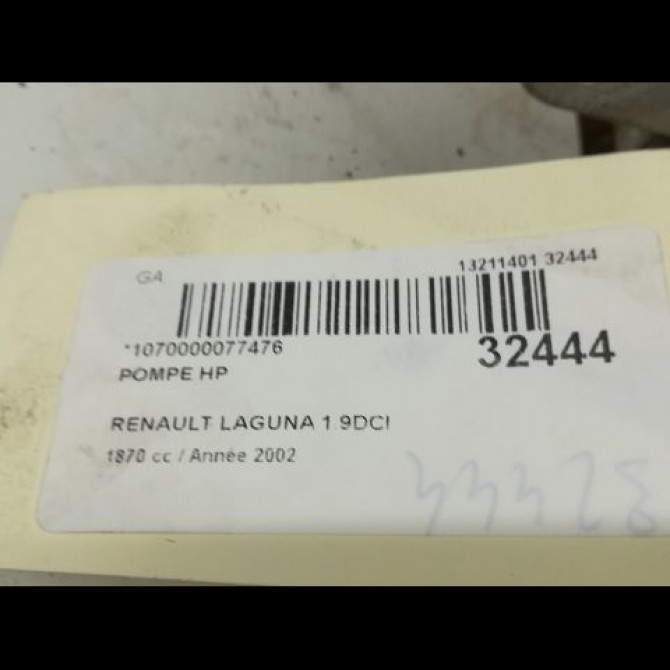 GA
13211401 32444
*1070000077476
32444
POMPE HP
RENAULT LAGUNA 1.9DCI
1870 cc / Année 2002